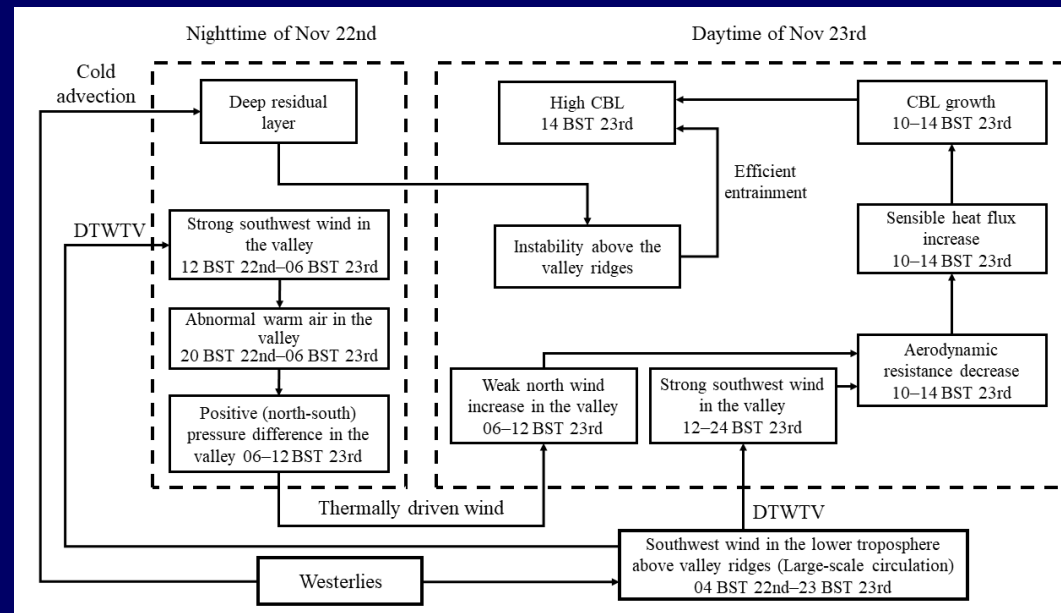 Nighttime of Nov 22nd
Daytime of Nov 23rd
Cold
advection
Deep residual
layer
High CBL
14 BST 23rd
CBL growth
10–14 BST 23rd
Efficient
entrainment
DTWTV
Strong southwest wind in
the valley
12 BST 22nd–06 BST 23rd
Instability above the
valley ridges
Sensible heat flux
increase
10–14 BST 23rd
Abnormal warm air in the
valley
20 BST 22nd–06 BST 23rd
Aerodynamic
resistance decrease
10–14 BST 23rd
Weak north wind
increase in the valley
06–12 BST 23rd
Strong southwest wind
in the valley
12–24 BST 23rd
Positive (north-south)
pressure difference in the
valley 06–12 BST 23rd
Thermally driven wind
DTWTV
Southwest wind in the lower troposphere
above valley ridges (Large-scale circulation)
04 BST 22nd–23 BST 23rd
Westerlies